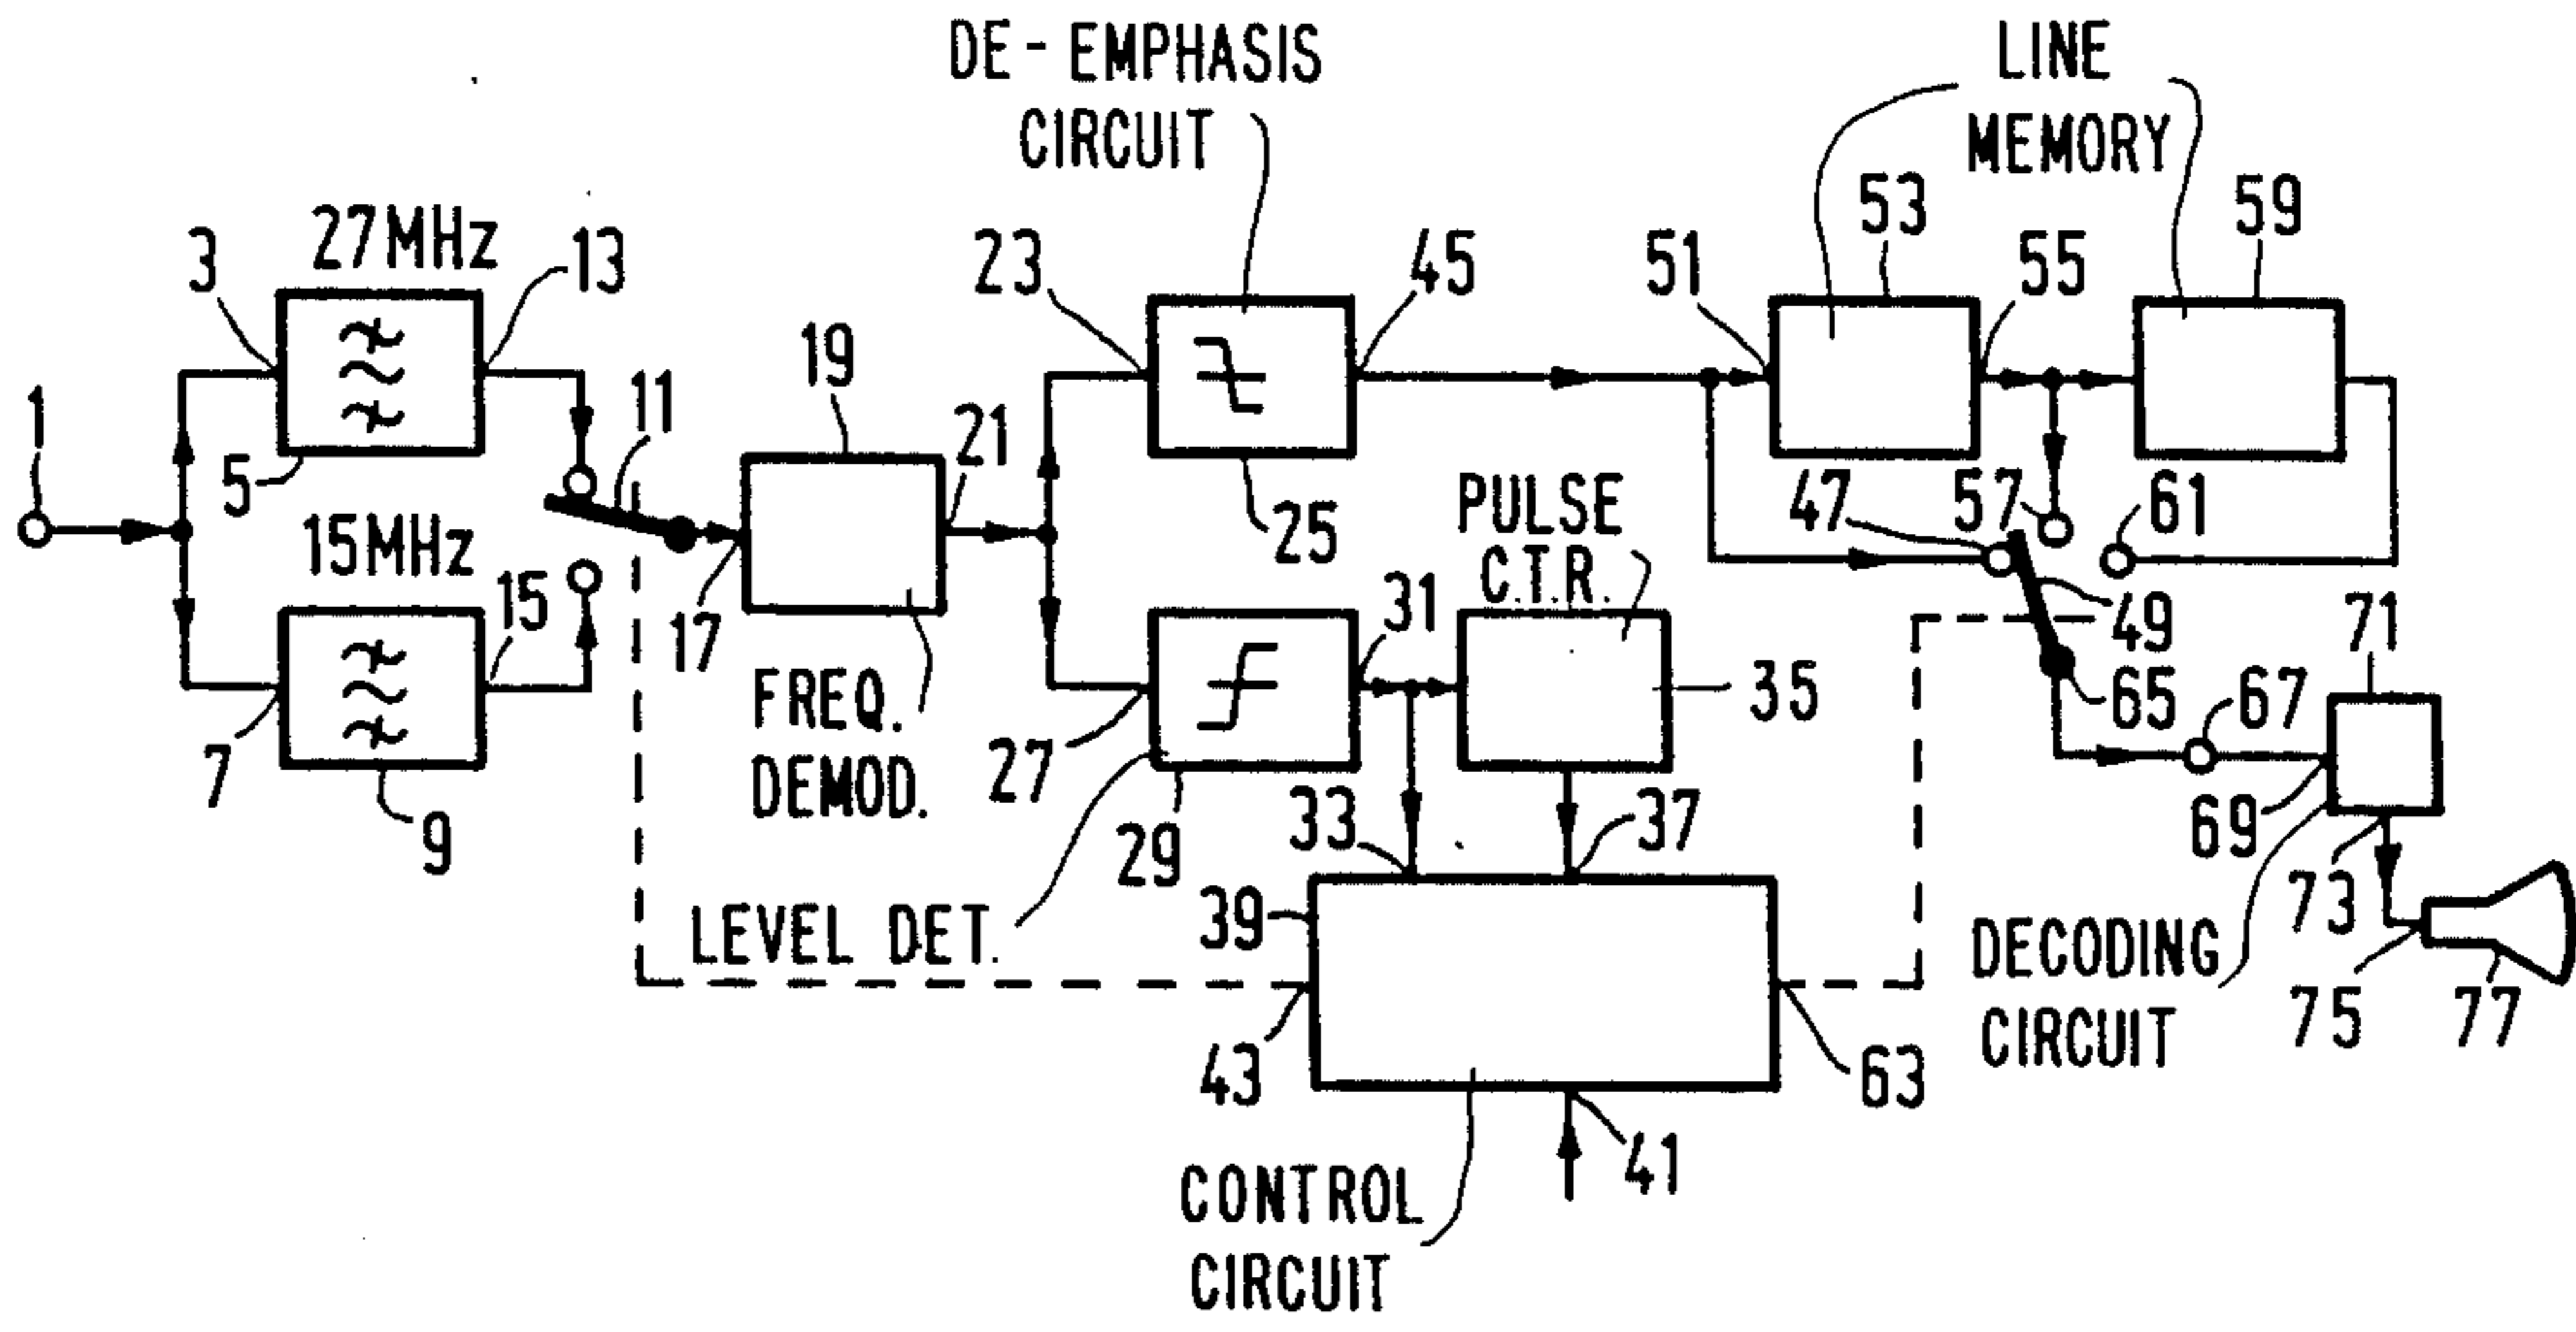 DE-EMPHASIS
CIRCUIT
LINE
MEMORY
27MHz
3
13
5
1
11
15MHz
15
7
9
19
21
17
FREQ.
DEMOD.
23
45
25
27
29
31
LEVEL DET.
PULSE
C.T.R.
35
33
37
39
43
41
63
CONTROL
CIRCUIT
51
53
55
59
47
57
61
49
65
67
71
69
73
75
77
DECODING
CIRCUIT